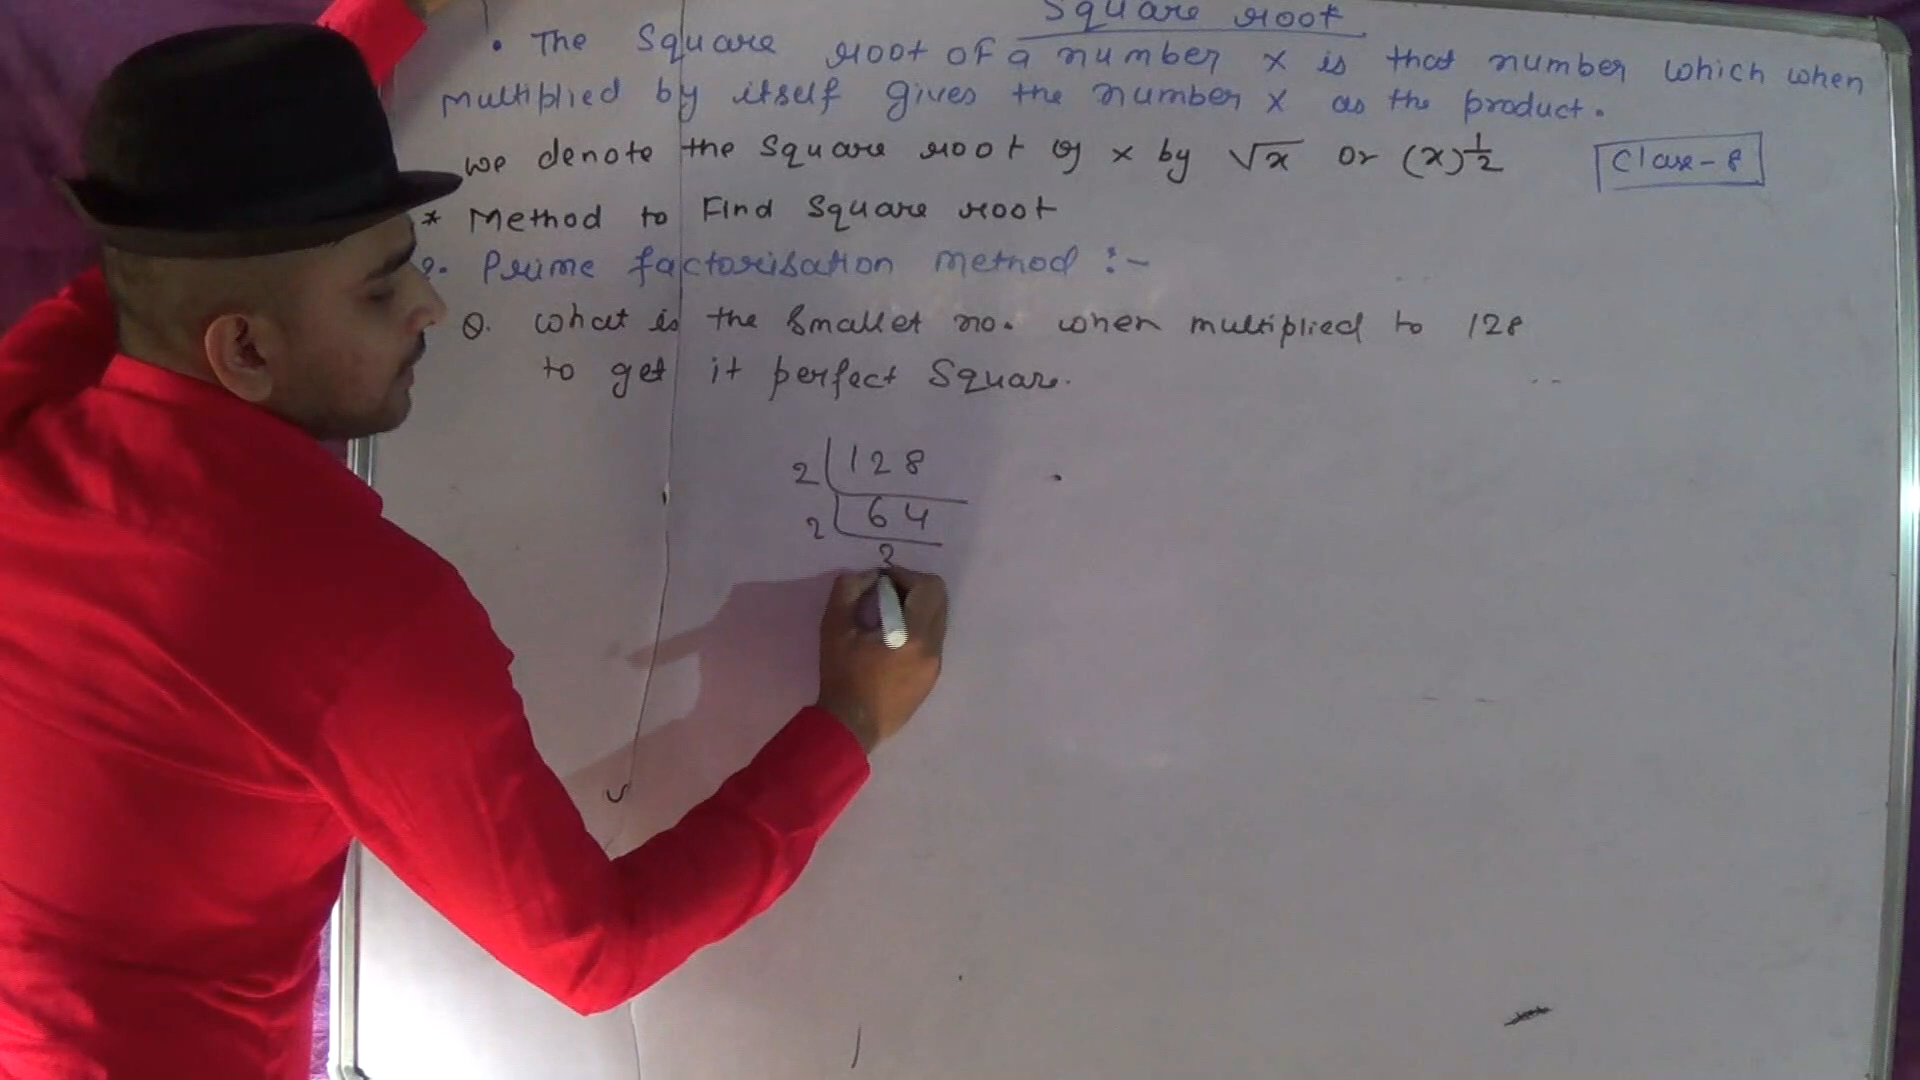 Square root
• The Square root of a number x is that number which when
multiplied by itself gives the number x as the product.
we denote the square root of x by √x or (x)^1/2
Class-8
* Method to Find Square root
Prime factorisation method :-
Q. what is the smallet no. when multiplied to 128
to get it perfect Square.
2 | 128
2 | 64
3